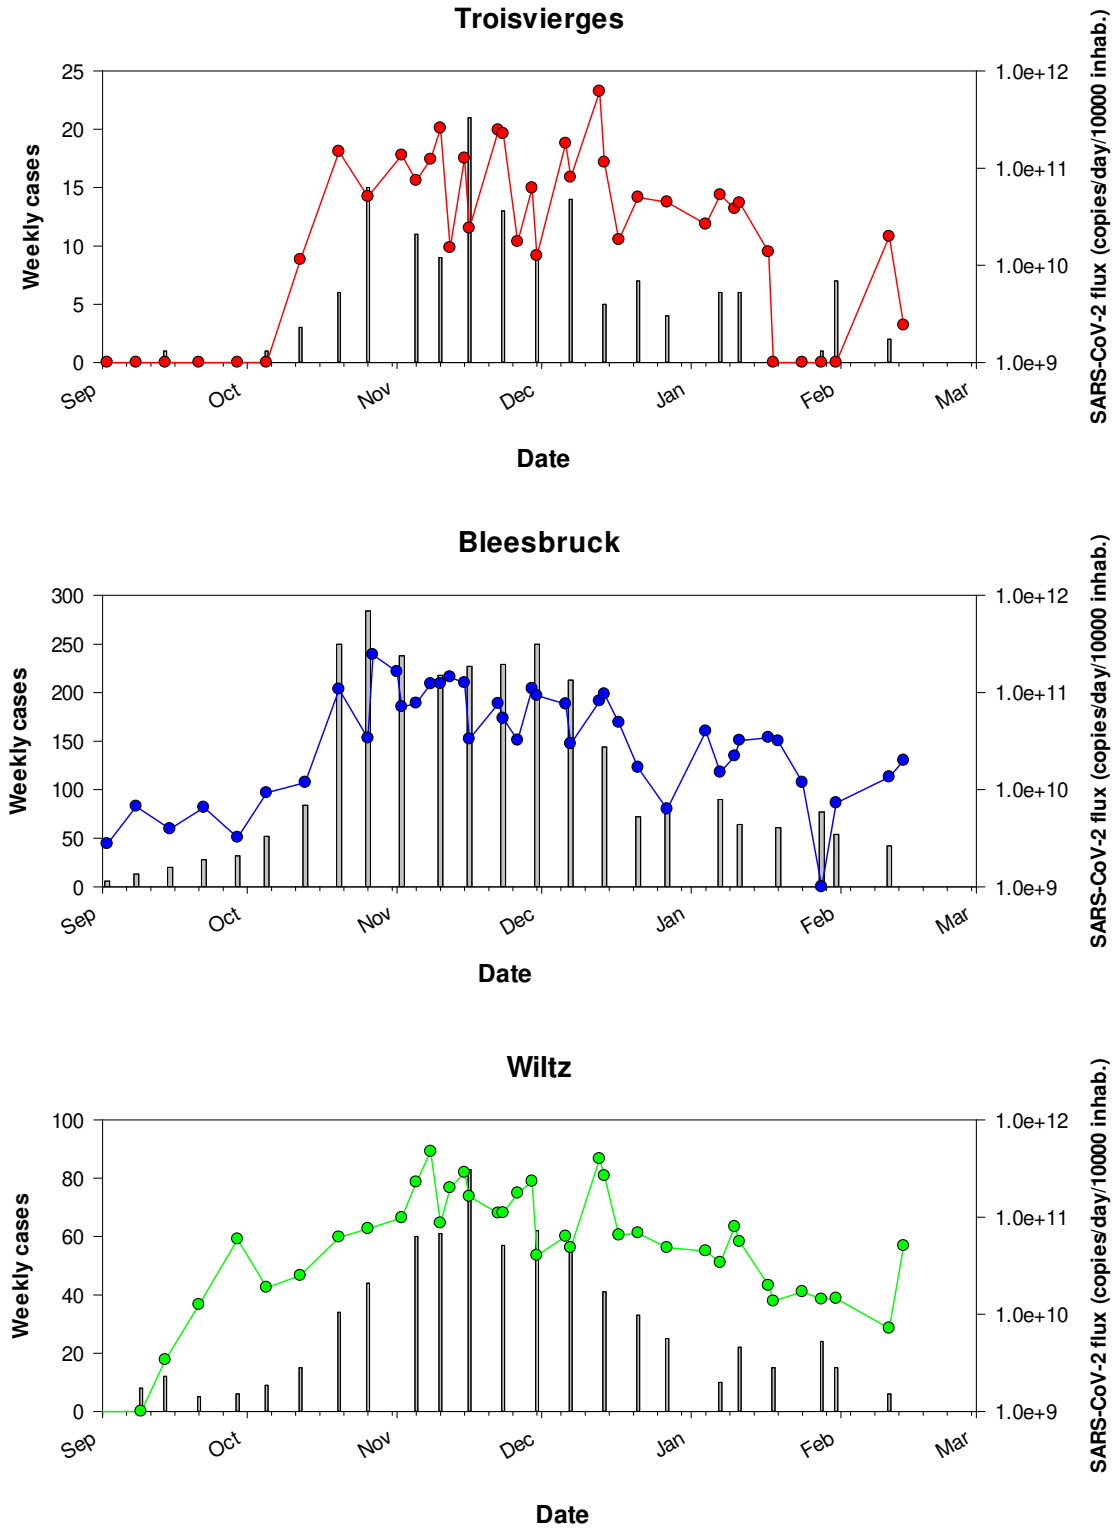 Troisvierges
25
20
15
10
5
0
Weekly cases
1.0e+12
1.0e+11
1.0e+10
1.0e+9
SARS-CoV-2 flux (copies/day/10000 inhab.)
Sep
Oct
Nov
Dec
Jan
Feb
Mar
Date
Bleesbruck
300
250
200
150
100
50
0
Weekly cases
1.0e+12
1.0e+11
1.0e+10
1.0e+9
SARS-CoV-2 flux (copies/day/10000 inhab.)
Sep
Oct
Nov
Dec
Jan
Feb
Mar
Date
Wiltz
100
80
60
40
20
0
Weekly cases
1.0e+12
1.0e+11
1.0e+10
1.0e+9
SARS-CoV-2 flux (copies/day/10000 inhab.)
Sep
Oct
Nov
Dec
Jan
Feb
Mar
Date